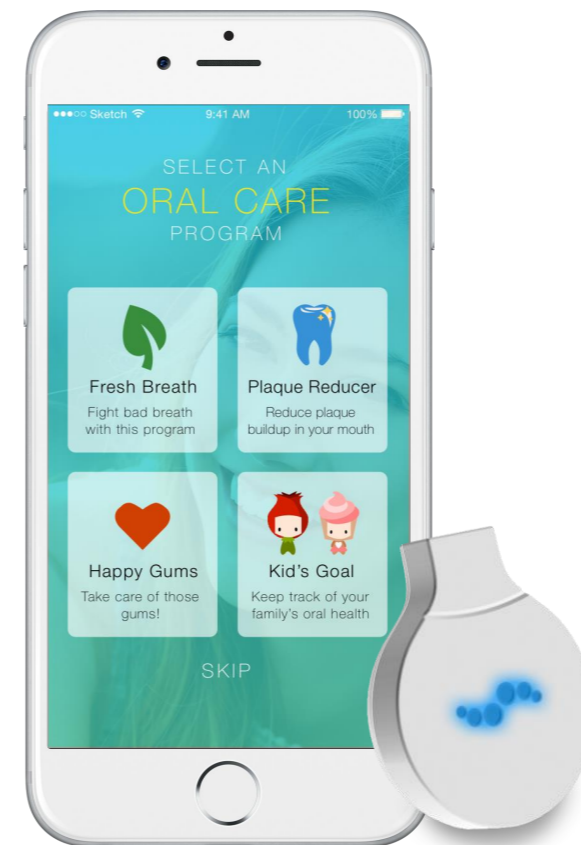 Sketch 9:41 AM 100%
SELECT AN
ORAL CARE
PROGRAM
Fresh Breath
Fight bad breath
with this program
Plaque Reducer
Reduce plaque
buildup in your mouth
Happy Gums
Take care of those
gums!
Kid's Goal
Keep track of your
family's oral health
SKIP